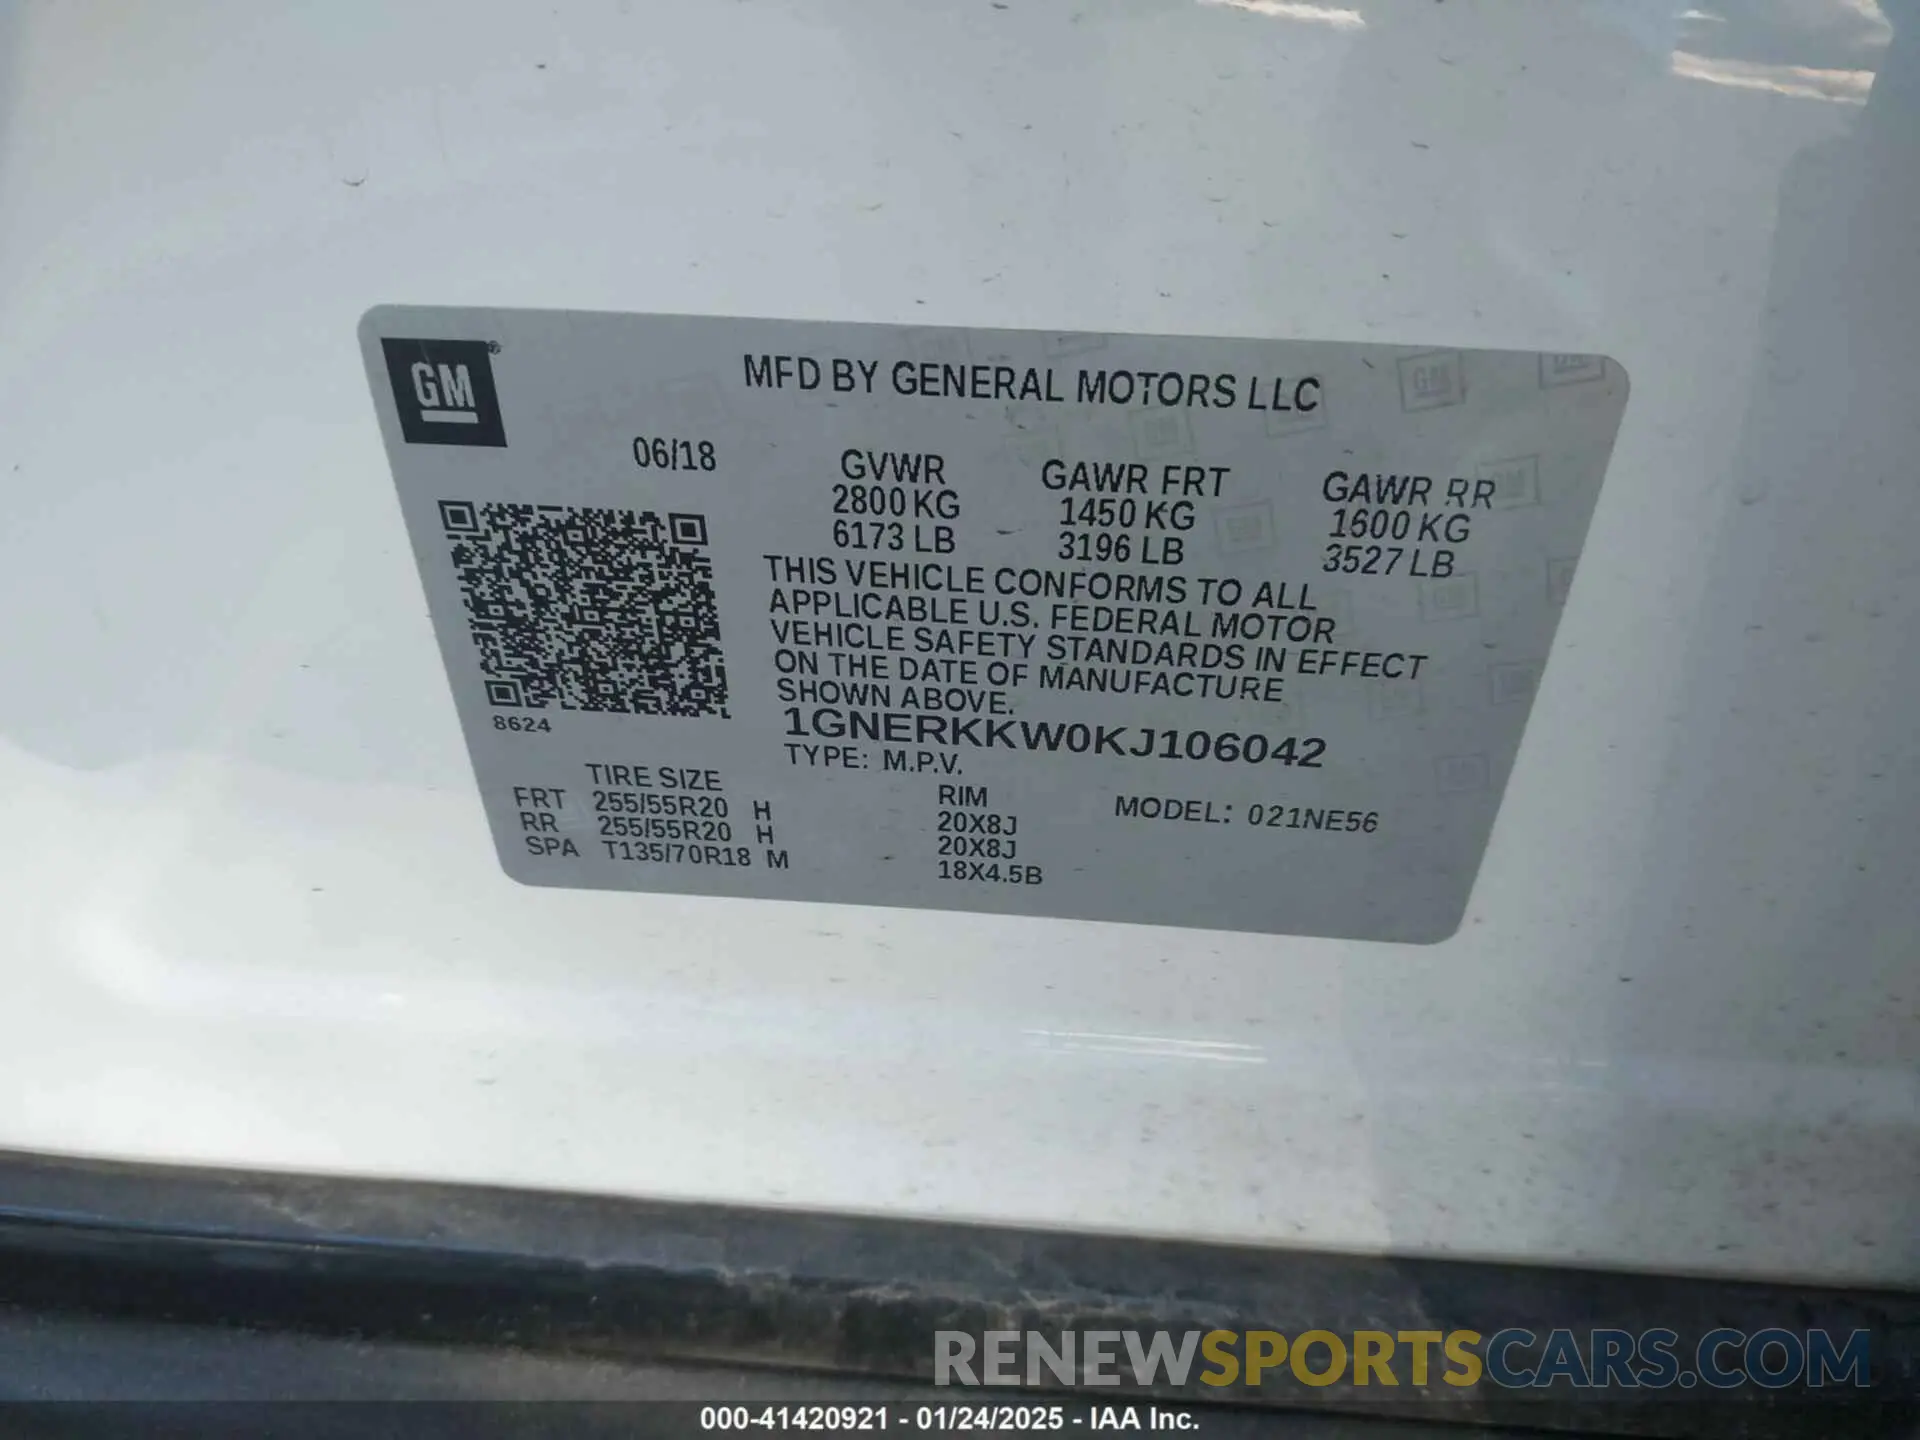 GM®
MFD BY GENERAL MOTORS LLC
06/18
GVWR GAWR FRT GAWR RR
2800 KG 1450 KG 1600 KG
6173 LB 3196 LB 3527 LB
THIS VEHICLE CONFORMS TO ALL
APPLICABLE U.S. FEDERAL MOTOR
VEHICLE SAFETY STANDARDS IN EFFECT
ON THE DATE OF MANUFACTURE
SHOWN ABOVE.
8624
1GNERKKW0KJ106042
TYPE: M.P.V.
TIRE SIZE RIM MODEL: 021NE56
FRT 255/55R20 H 20X8J
RR 255/55R20 H 20X8J
SPA T135/70R18 M 18X4.5B
RENEWSPORTSCARS.COM
000-41420921 - 01/24/2025 - IAA Inc.